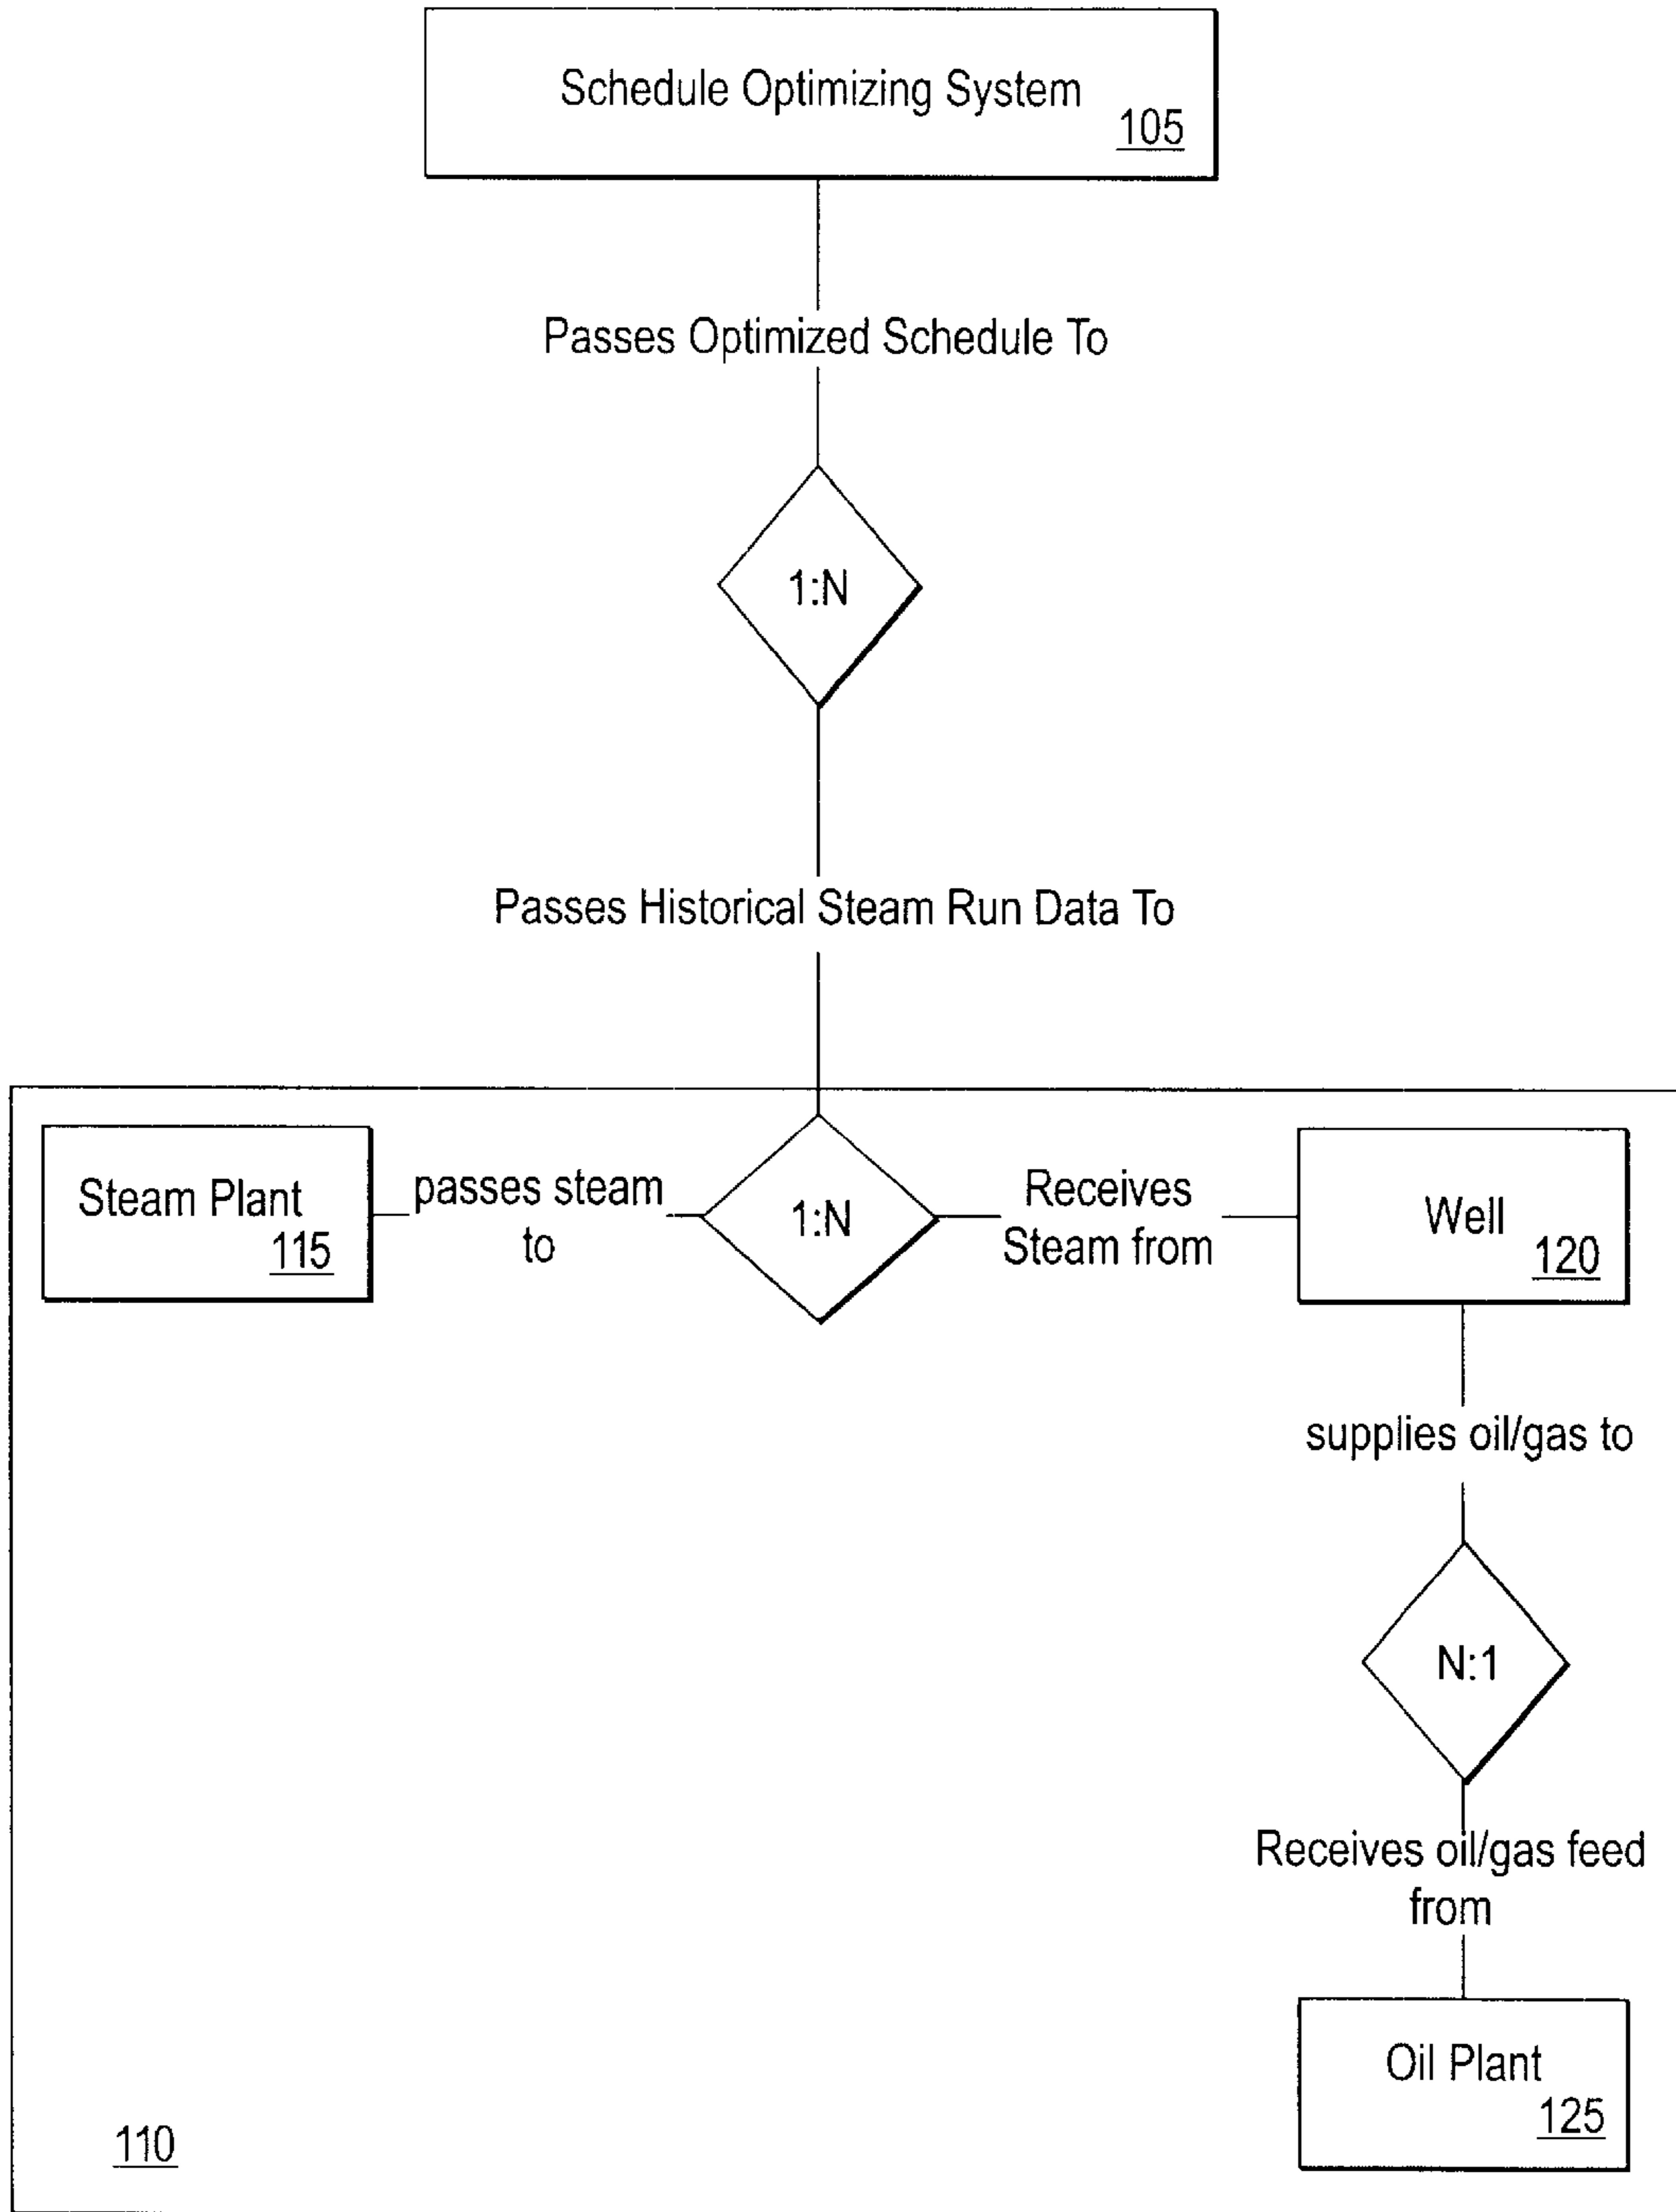 Schedule Optimizing System
105
Passes Optimized Schedule To
1:N
Passes Historical Steam Run Data To
Steam Plant
115
passes steam
to
1:N
Receives
Steam from
Well
120
supplies oil/gas to
N:1
Receives oil/gas feed
from
Oil Plant
125
110